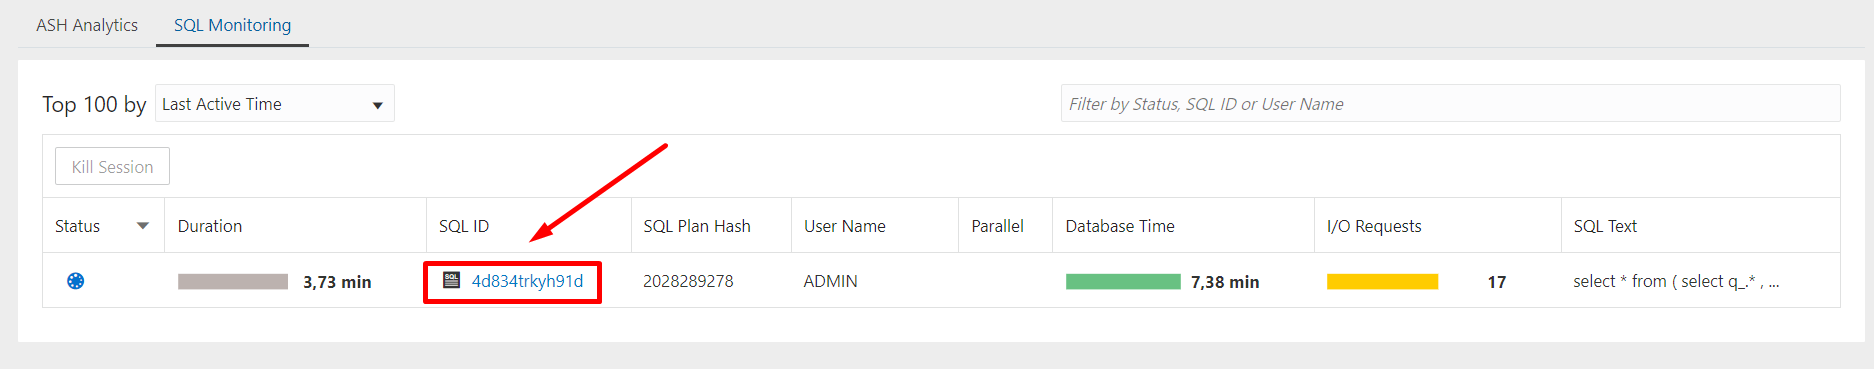 ASH Analytics SQL Monitoring
Top 100 by Last Active Time Filter by Status, SQL ID or User Name
Kill Session
Status Duration SQL ID SQL Plan Hash User Name Parallel Database Time I/O Requests SQL Text
3,73 min SQL 4d834trkyh91d 2028289278 ADMIN 7,38 min 17 select * from ( select q_.* , ...